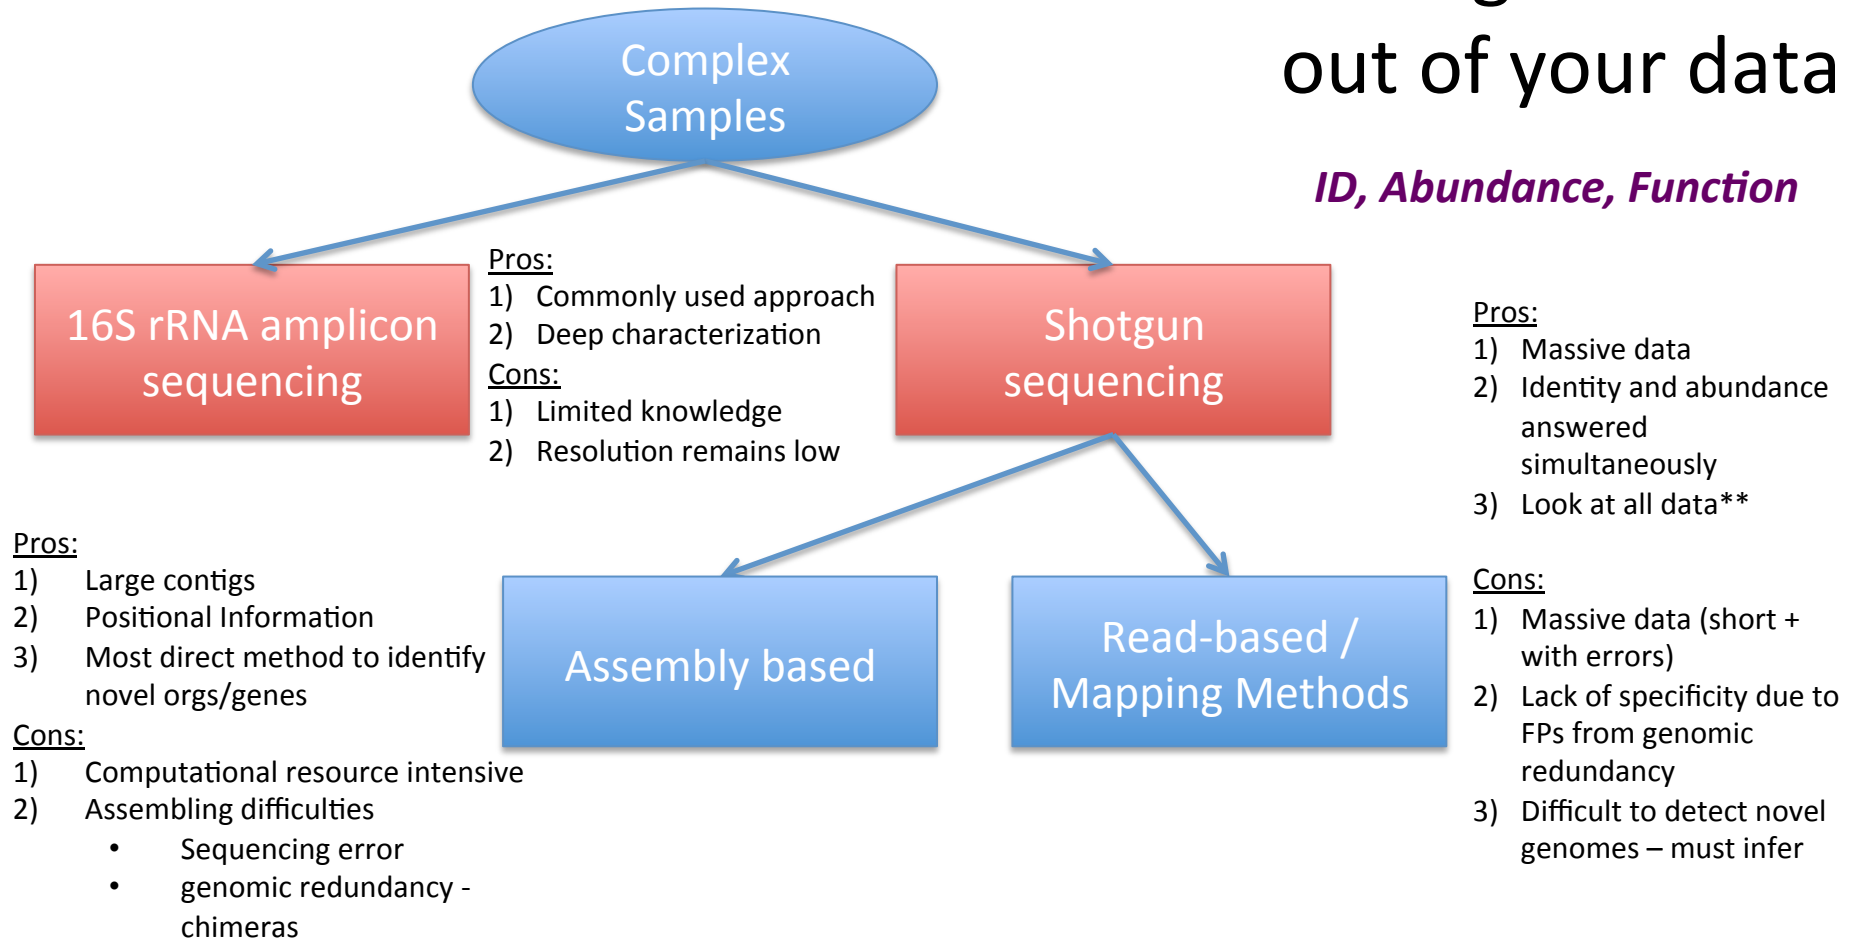 out of your data
ID, Abundance, Function
Complex
Samples
16S rRNA amplicon
sequencing
Pros:
1) Commonly used approach
2) Deep characterization
Cons:
1) Limited knowledge
2) Resolution remains low
Shotgun
sequencing
Pros:
1) Massive data
2) Identity and abundance
answered
simultaneously
3) Look at all data**
Cons:
1) Massive data (short +
with errors)
2) Lack of specificity due to
FPs from genomic
redundancy
3) Difficult to detect novel
genomes – must infer
Pros:
1) Large contigs
2) Positional Information
3) Most direct method to identify
novel orgs/genes
Cons:
1) Computational resource intensive
2) Assembling difficulties
• Sequencing error
• genomic redundancy -
chimeras
Assembly based
Read-based /
Mapping Methods